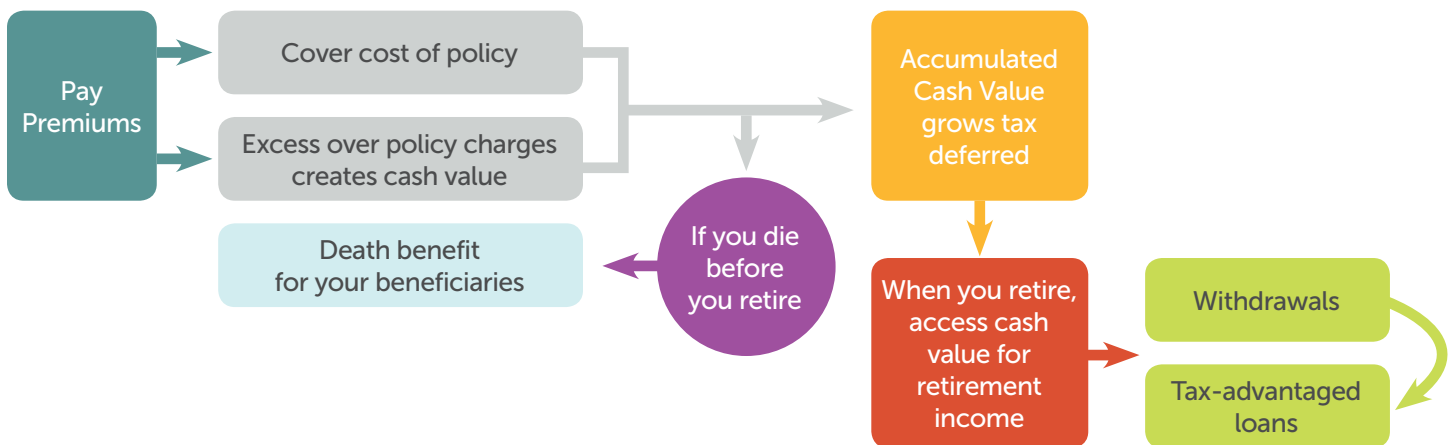 Pay
Premiums
Cover cost of policy
Excess over policy charges
creates cash value
Death benefit
for your beneficiaries
If you die
before
you retire
Accumulated
Cash Value
grows tax
deferred
When you retire,
access cash
value for
retirement
income
Withdrawals
Tax-advantaged
loans